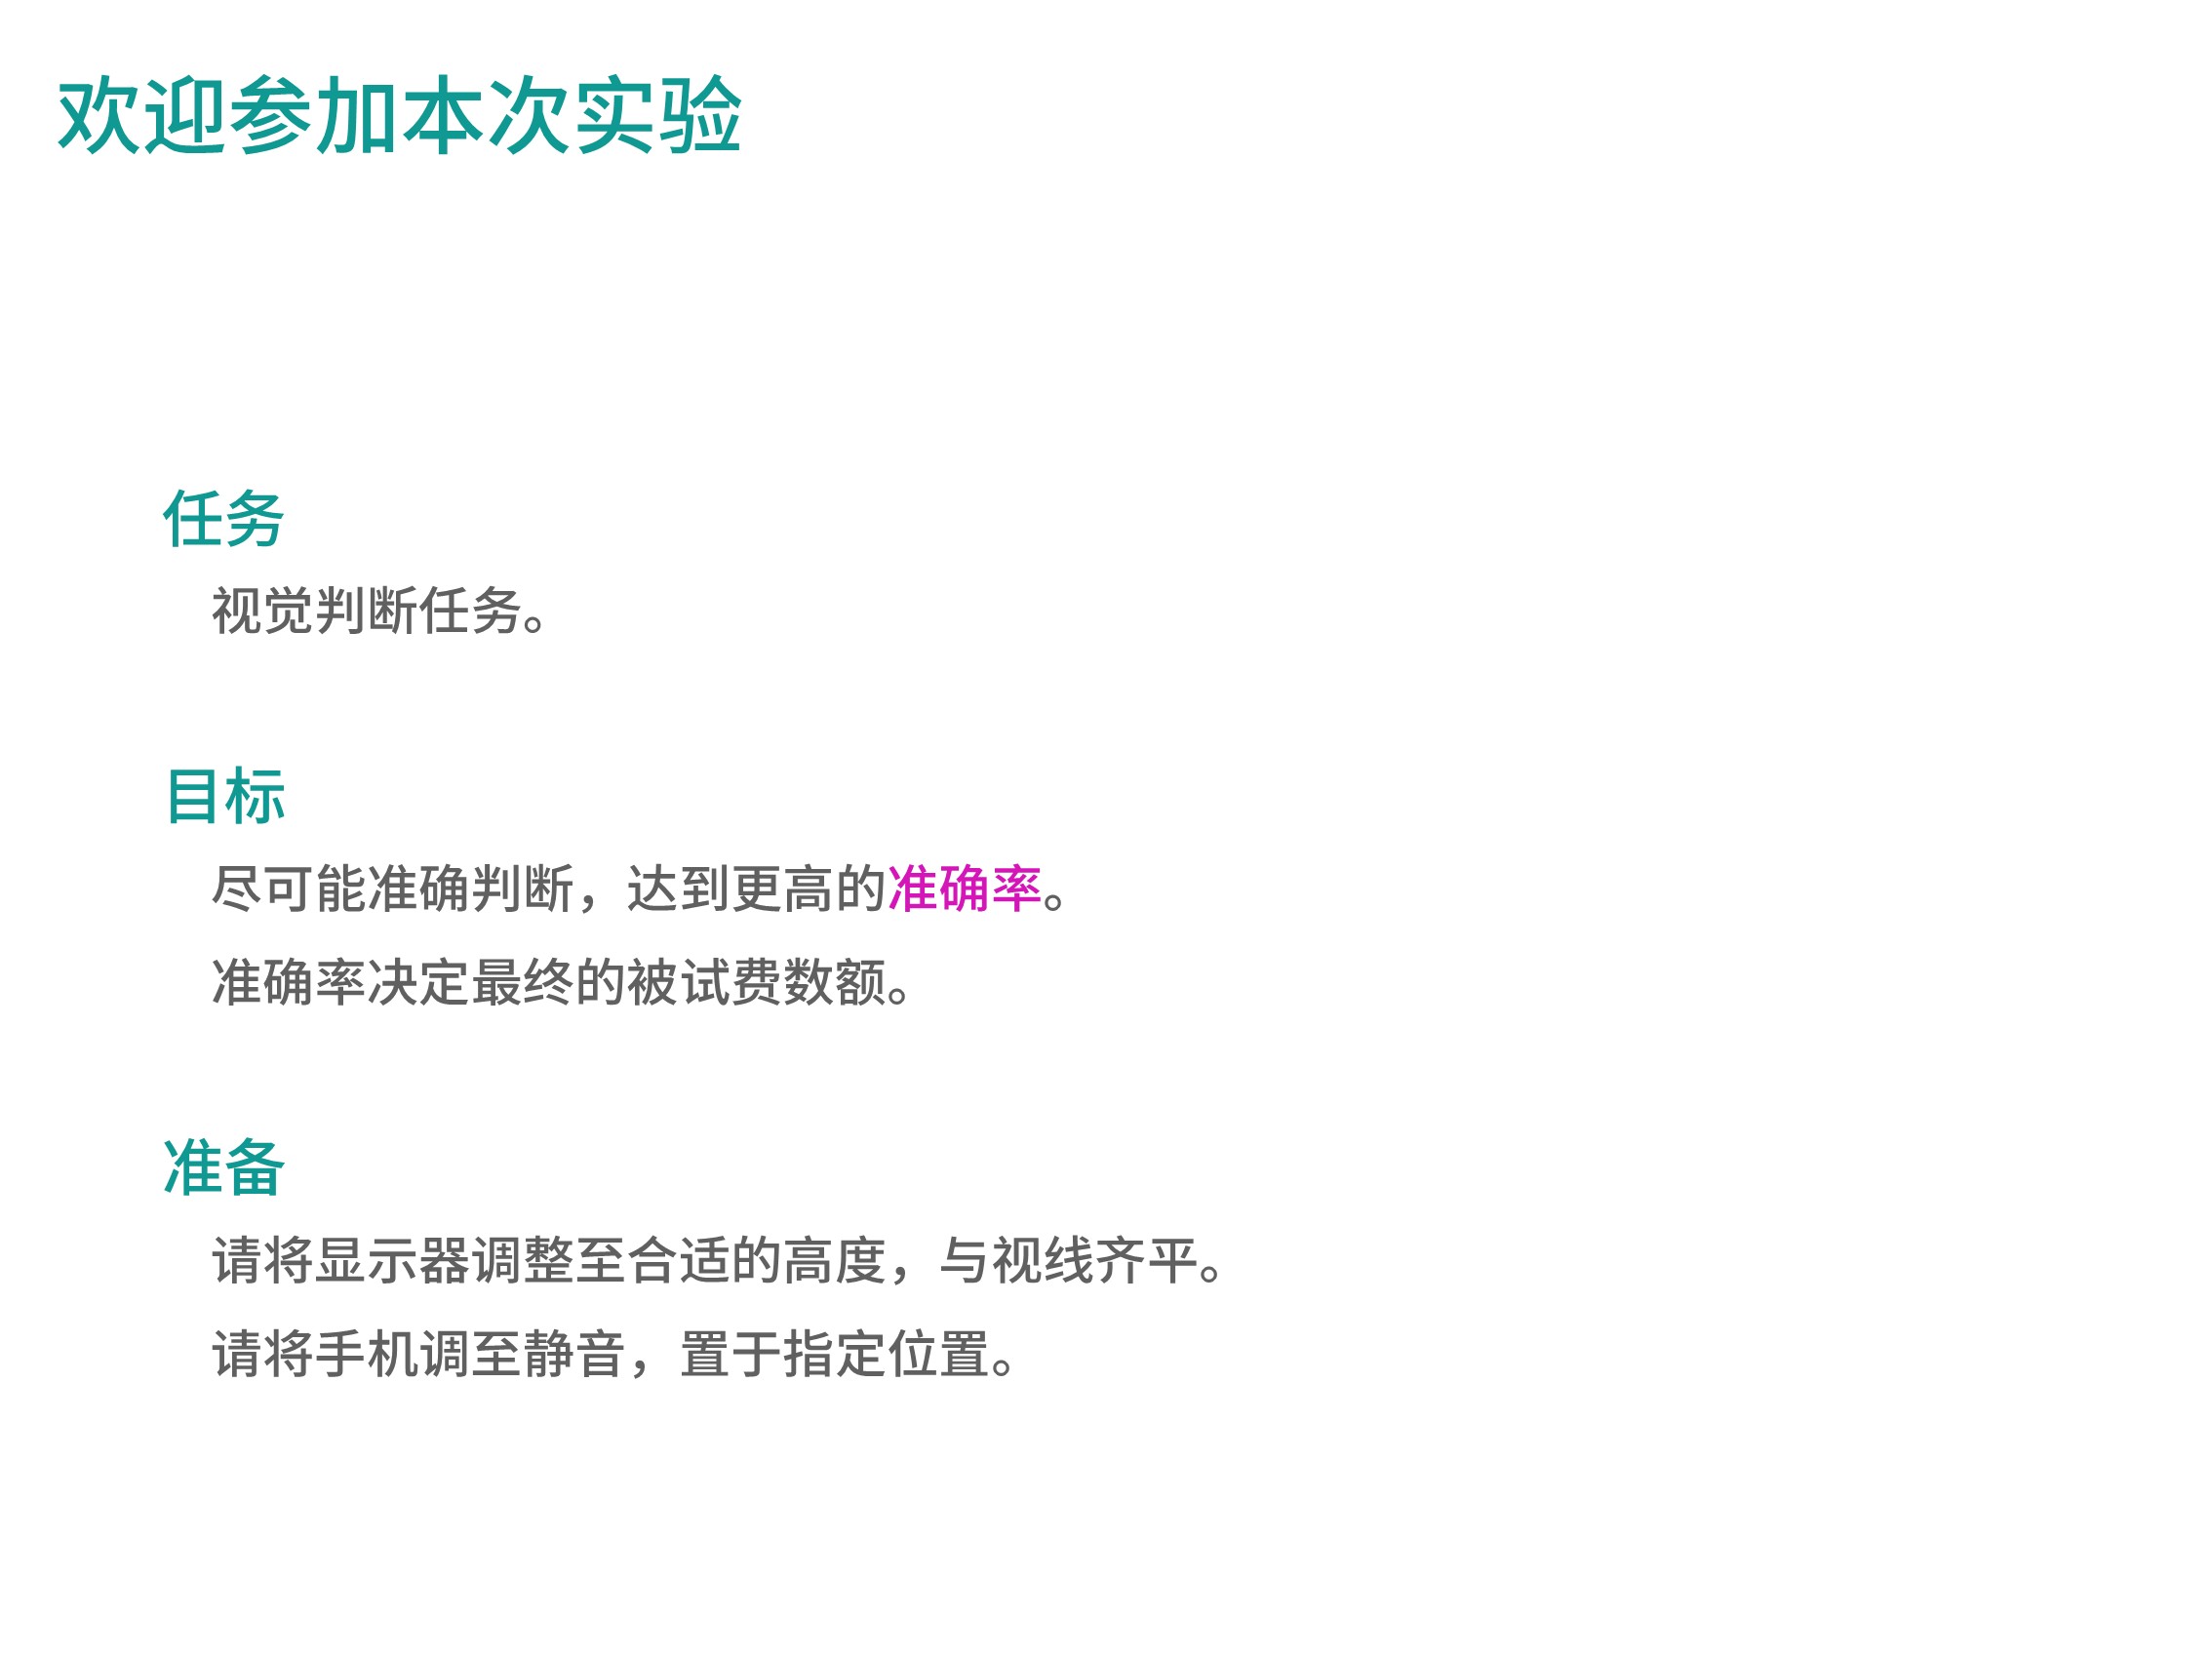 欢迎参加本次实验
任务
视觉判断任务。
目标
尽可能准确判断，达到更高的准确率。
准确率决定最终的被试费数额。
准备
请将显示器调整至合适的高度，与视线齐平。
请将手机调至静音，置于指定位置。